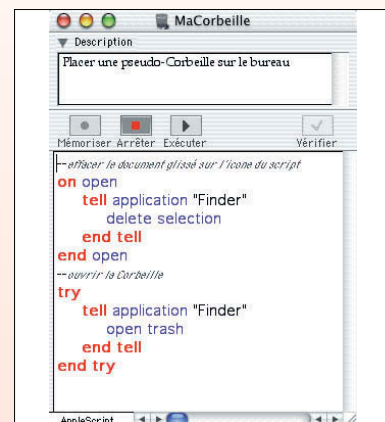 MaCorbeille
Description
Placer une pseudo-Corbeille sur le bureau
Mémoriser Arrêter Exécuter Vérifier
--effacer le document glissé sur l'icone du script
on open
tell application "Finder"
delete selection
end tell
end open
--ouvrir la Corbeille
try
tell application "Finder"
open trash
end tell
end try
AppleScript